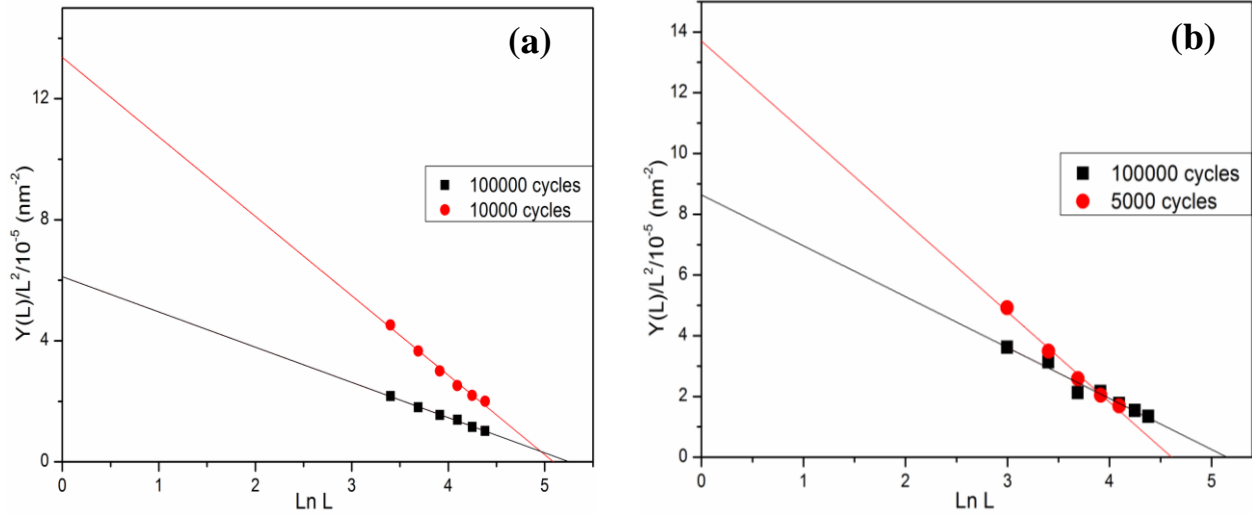 (a)
12
8
4
0
Y(L)/L²/10⁻⁵ (nm⁻²)
100000 cycles
10000 cycles
0 1 2 3 4 5
Ln L
(b)
14
12
10
8
6
4
2
0
Y(L)/L²/10⁻⁵ (nm⁻²)
100000 cycles
5000 cycles
0 1 2 3 4 5
Ln L